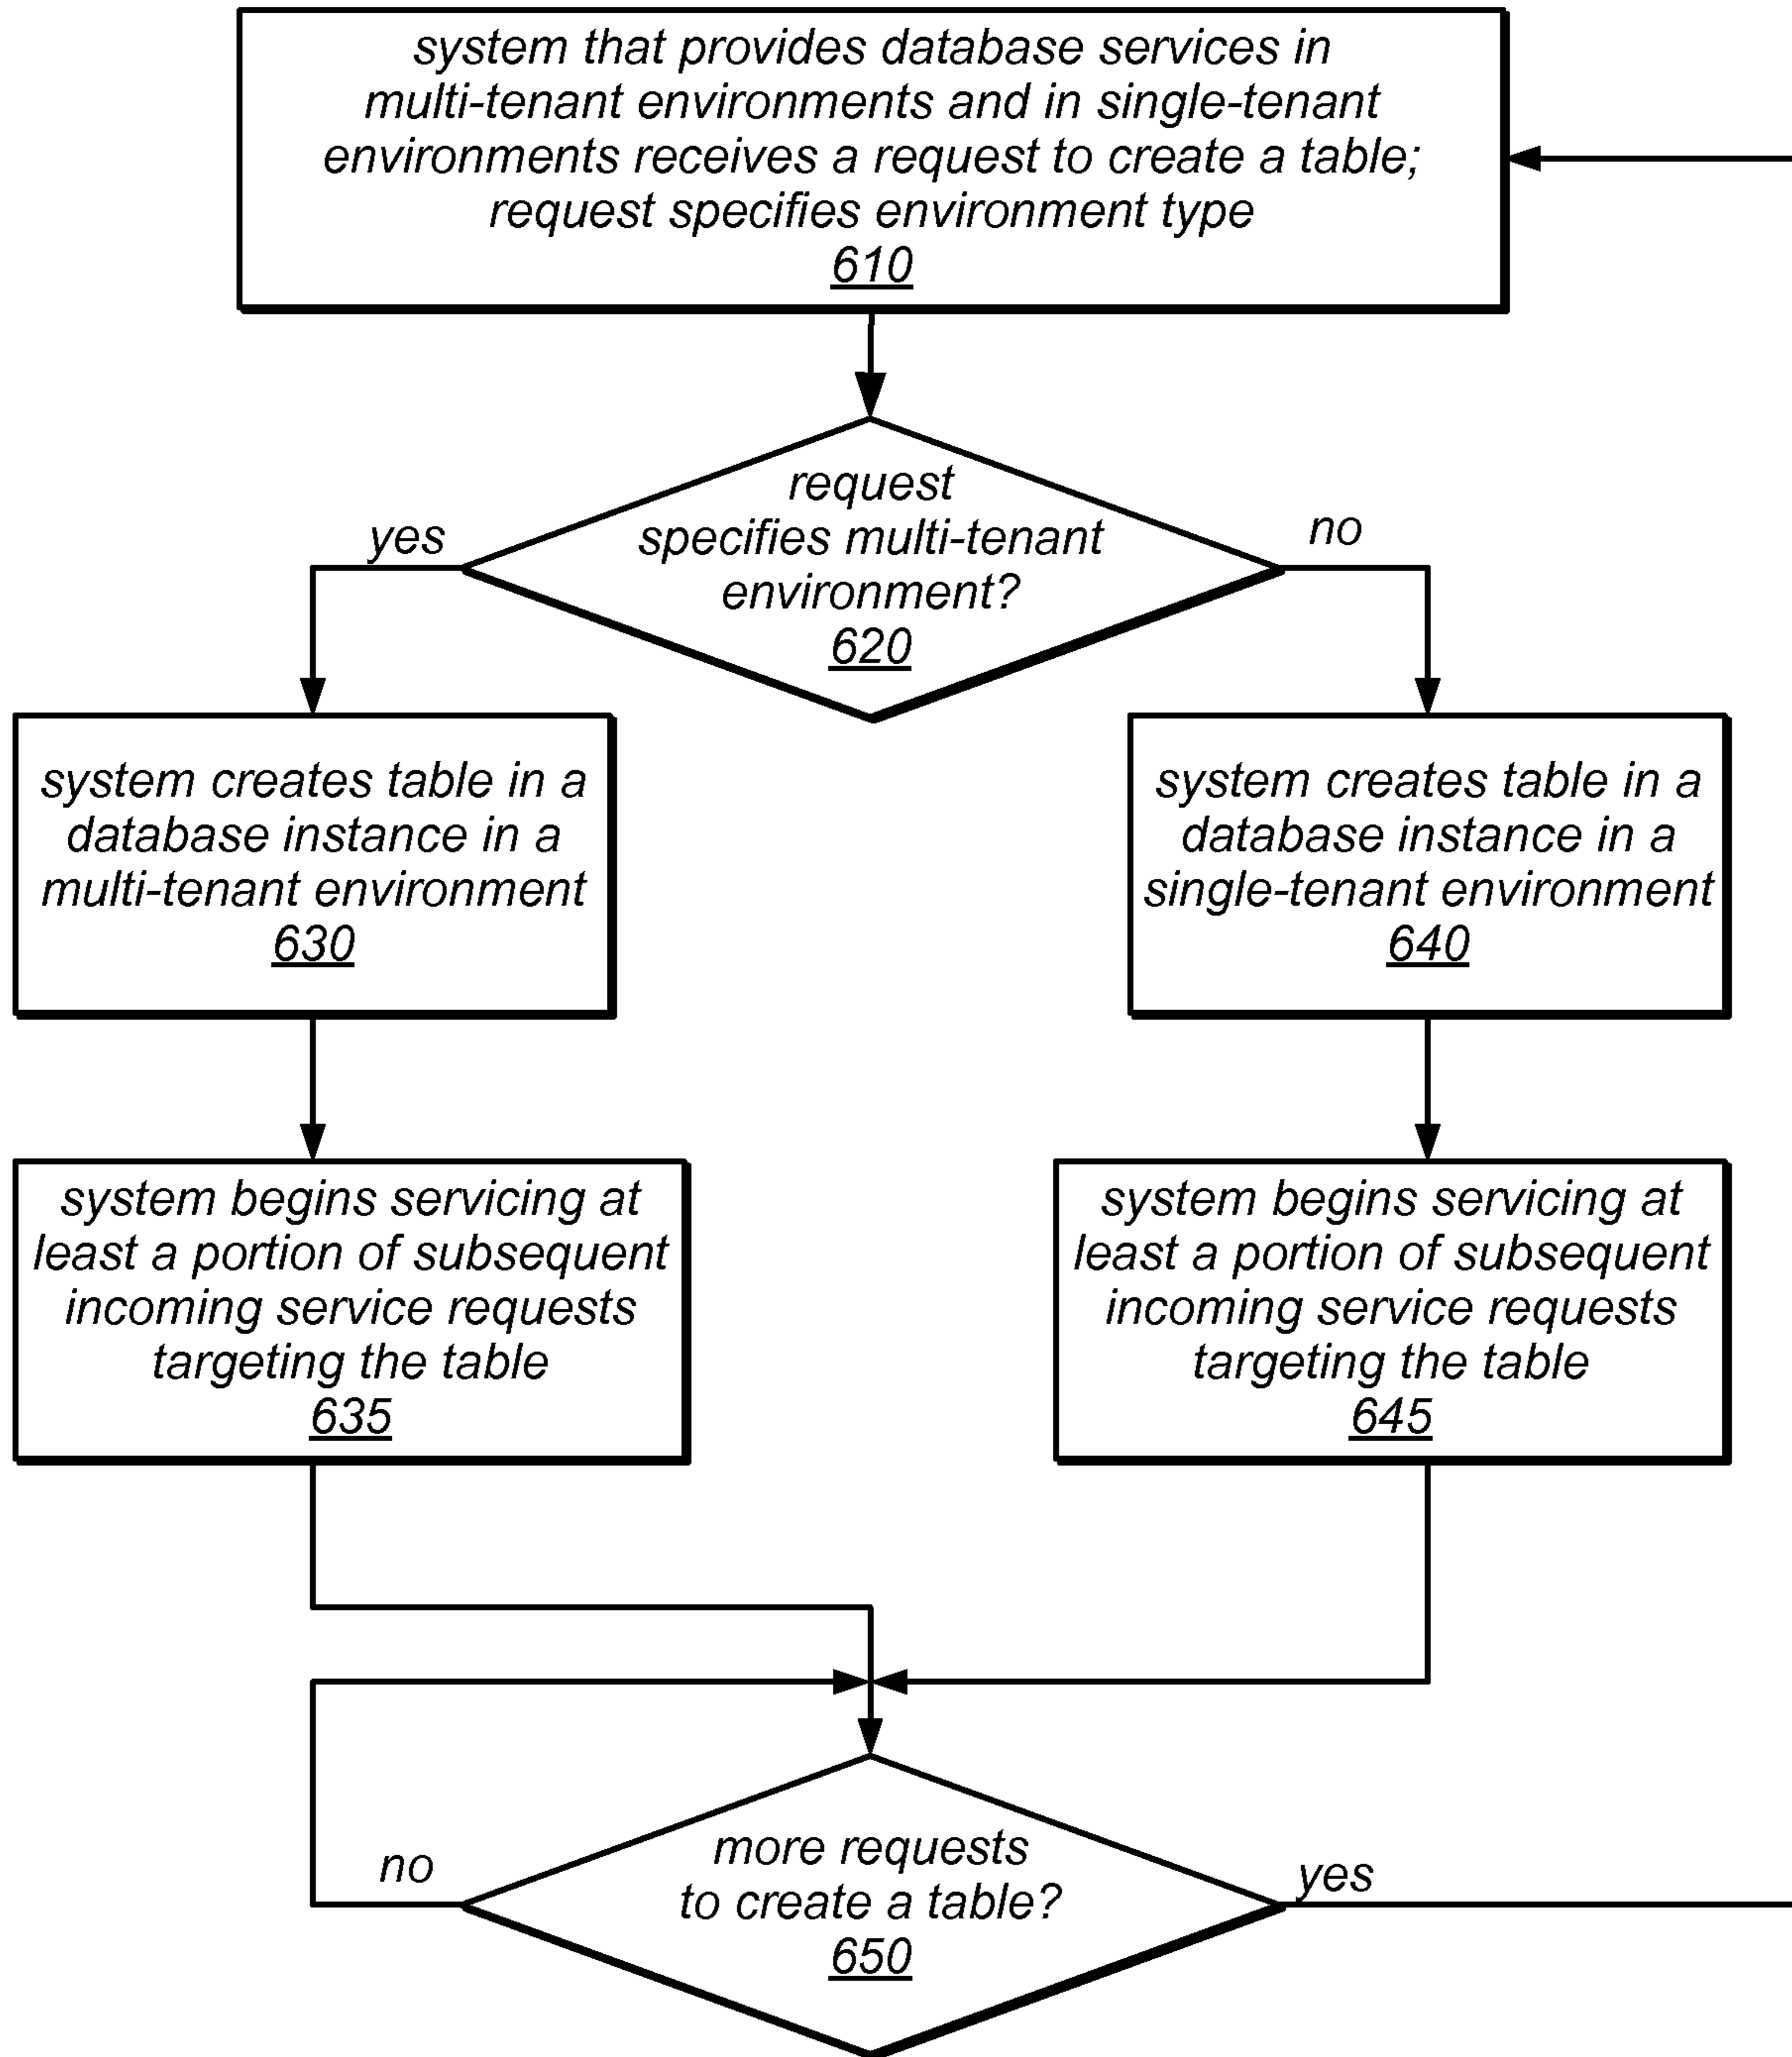 system that provides database services in
multi-tenant environments and in single-tenant
environments receives a request to create a table;
request specifies environment type
610
request
specifies multi-tenant
environment?
620
yes
no
system creates table in a
database instance in a
multi-tenant environment
630
system creates table in a
database instance in a
single-tenant environment
640
system begins servicing at
least a portion of subsequent
incoming service requests
targeting the table
635
system begins servicing at
least a portion of subsequent
incoming service requests
targeting the table
645
more requests
to create a table?
650
no
yes